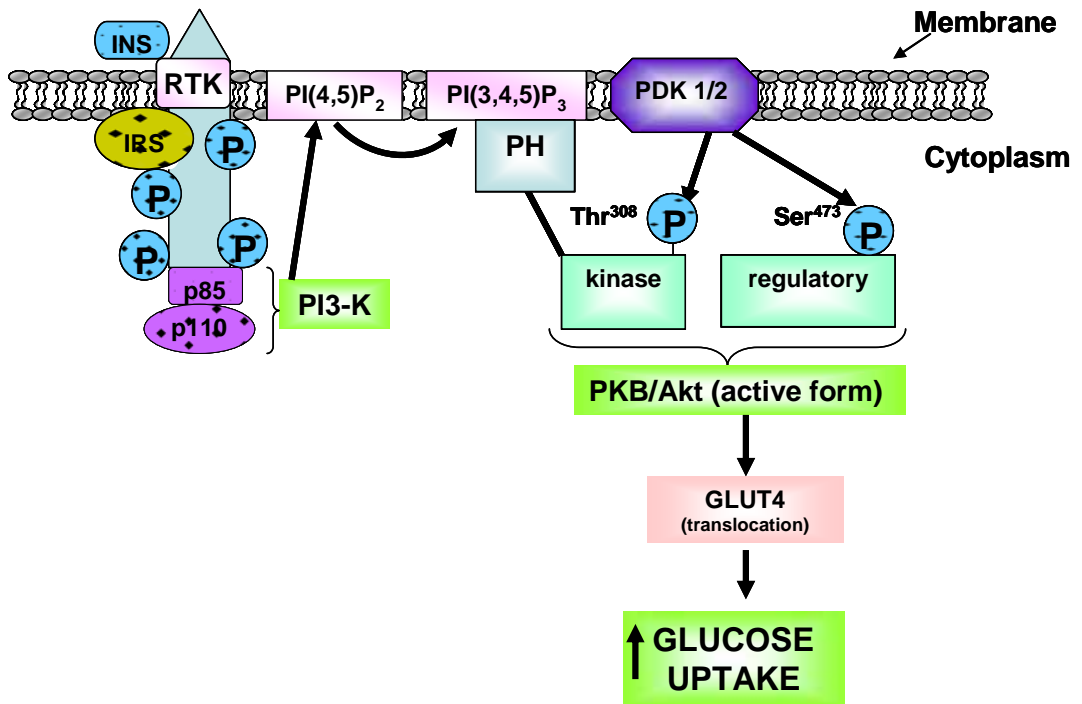 Membrane
INS
RTK
PI(4,5)P₂
PI(3,4,5)P₃
PDK 1/2
IRS
P
PH
Cytoplasm
P
Thr³⁰⁸
P
Ser⁴⁷³
P
P
P
kinase
regulatory
p85
PI3-K
p110
PKB/Akt (active form)
GLUT4
(translocation)
GLUCOSE
UPTAKE